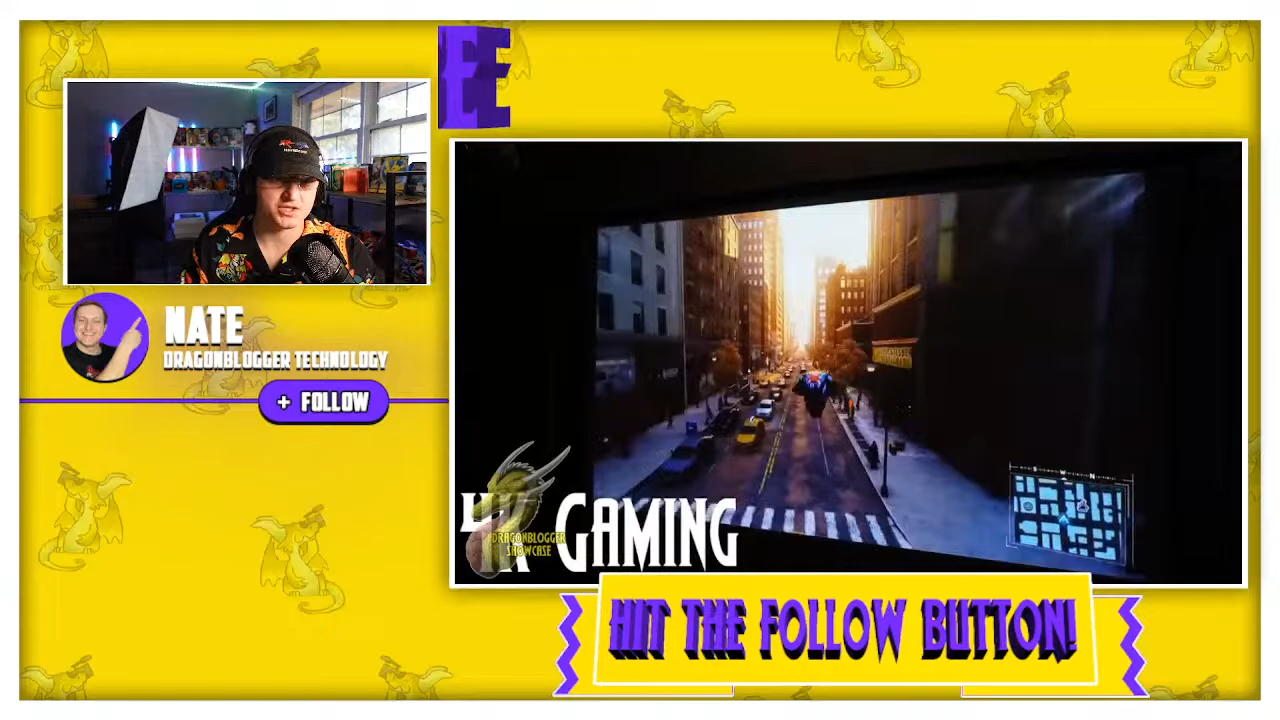 E
NATE
DRAGONBLOGGER TECHNOLOGY
+ FOLLOW
4K GAMING
DRAGONBLOGGER
SHOWCASE
S W N
HIT THE FOLLOW BUTTON!